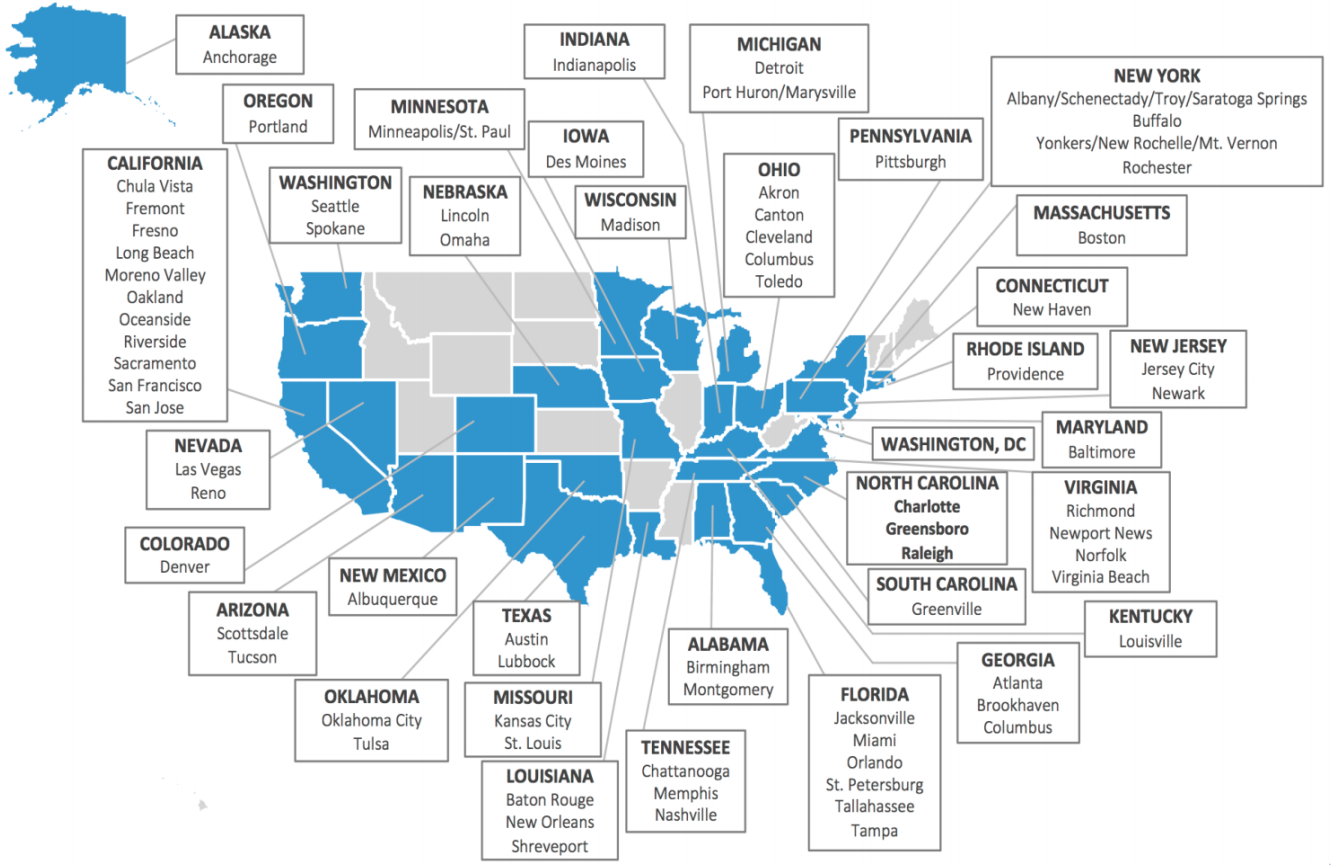 ALASKA
Anchorage
OREGON
Portland
CALIFORNIA
Chula Vista
Fremont
Fresno
Long Beach
Moreno Valley
Oakland
Oceanside
Riverside
Sacramento
San Francisco
San Jose
WASHINGTON
Seattle
Spokane
MINNESOTA
Minneapolis/St. Paul
NEBRASKA
Lincoln
Omaha
INDIANA
Indianapolis
IOWA
Des Moines
WISCONSIN
Madison
MICHIGAN
Detroit
Port Huron/Marysville
OHIO
Akron
Canton
Cleveland
Columbus
Toledo
PENNSYLVANIA
Pittsburgh
NEW YORK
Albany/Schenectady/Troy/Saratoga Springs
Buffalo
Yonkers/New Rochelle/Mt. Vernon
Rochester
MASSACHUSETTS
Boston
CONNECTICUT
New Haven
RHODE ISLAND
Providence
NEW JERSEY
Jersey City
Newark
WASHINGTON, DC
MARYLAND
Baltimore
NEVADA
Las Vegas
Reno
COLORADO
Denver
ARIZONA
Scottsdale
Tucson
NEW MEXICO
Albuquerque
OKLAHOMA
Oklahoma City
Tulsa
TEXAS
Austin
Lubbock
MISSOURI
Kansas City
St. Louis
LOUISIANA
Baton Rouge
New Orleans
Shreveport
TENNESSEE
Chattanooga
Memphis
Nashville
ALABAMA
Birmingham
Montgomery
FLORIDA
Jacksonville
Miami
Orlando
St. Petersburg
Tallahassee
Tampa
NORTH CAROLINA
Charlotte
Greensboro
Raleigh
SOUTH CAROLINA
Greenville
VIRGINIA
Richmond
Newport News
Norfolk
Virginia Beach
KENTUCKY
Louisville
GEORGIA
Atlanta
Brookhaven
Columbus